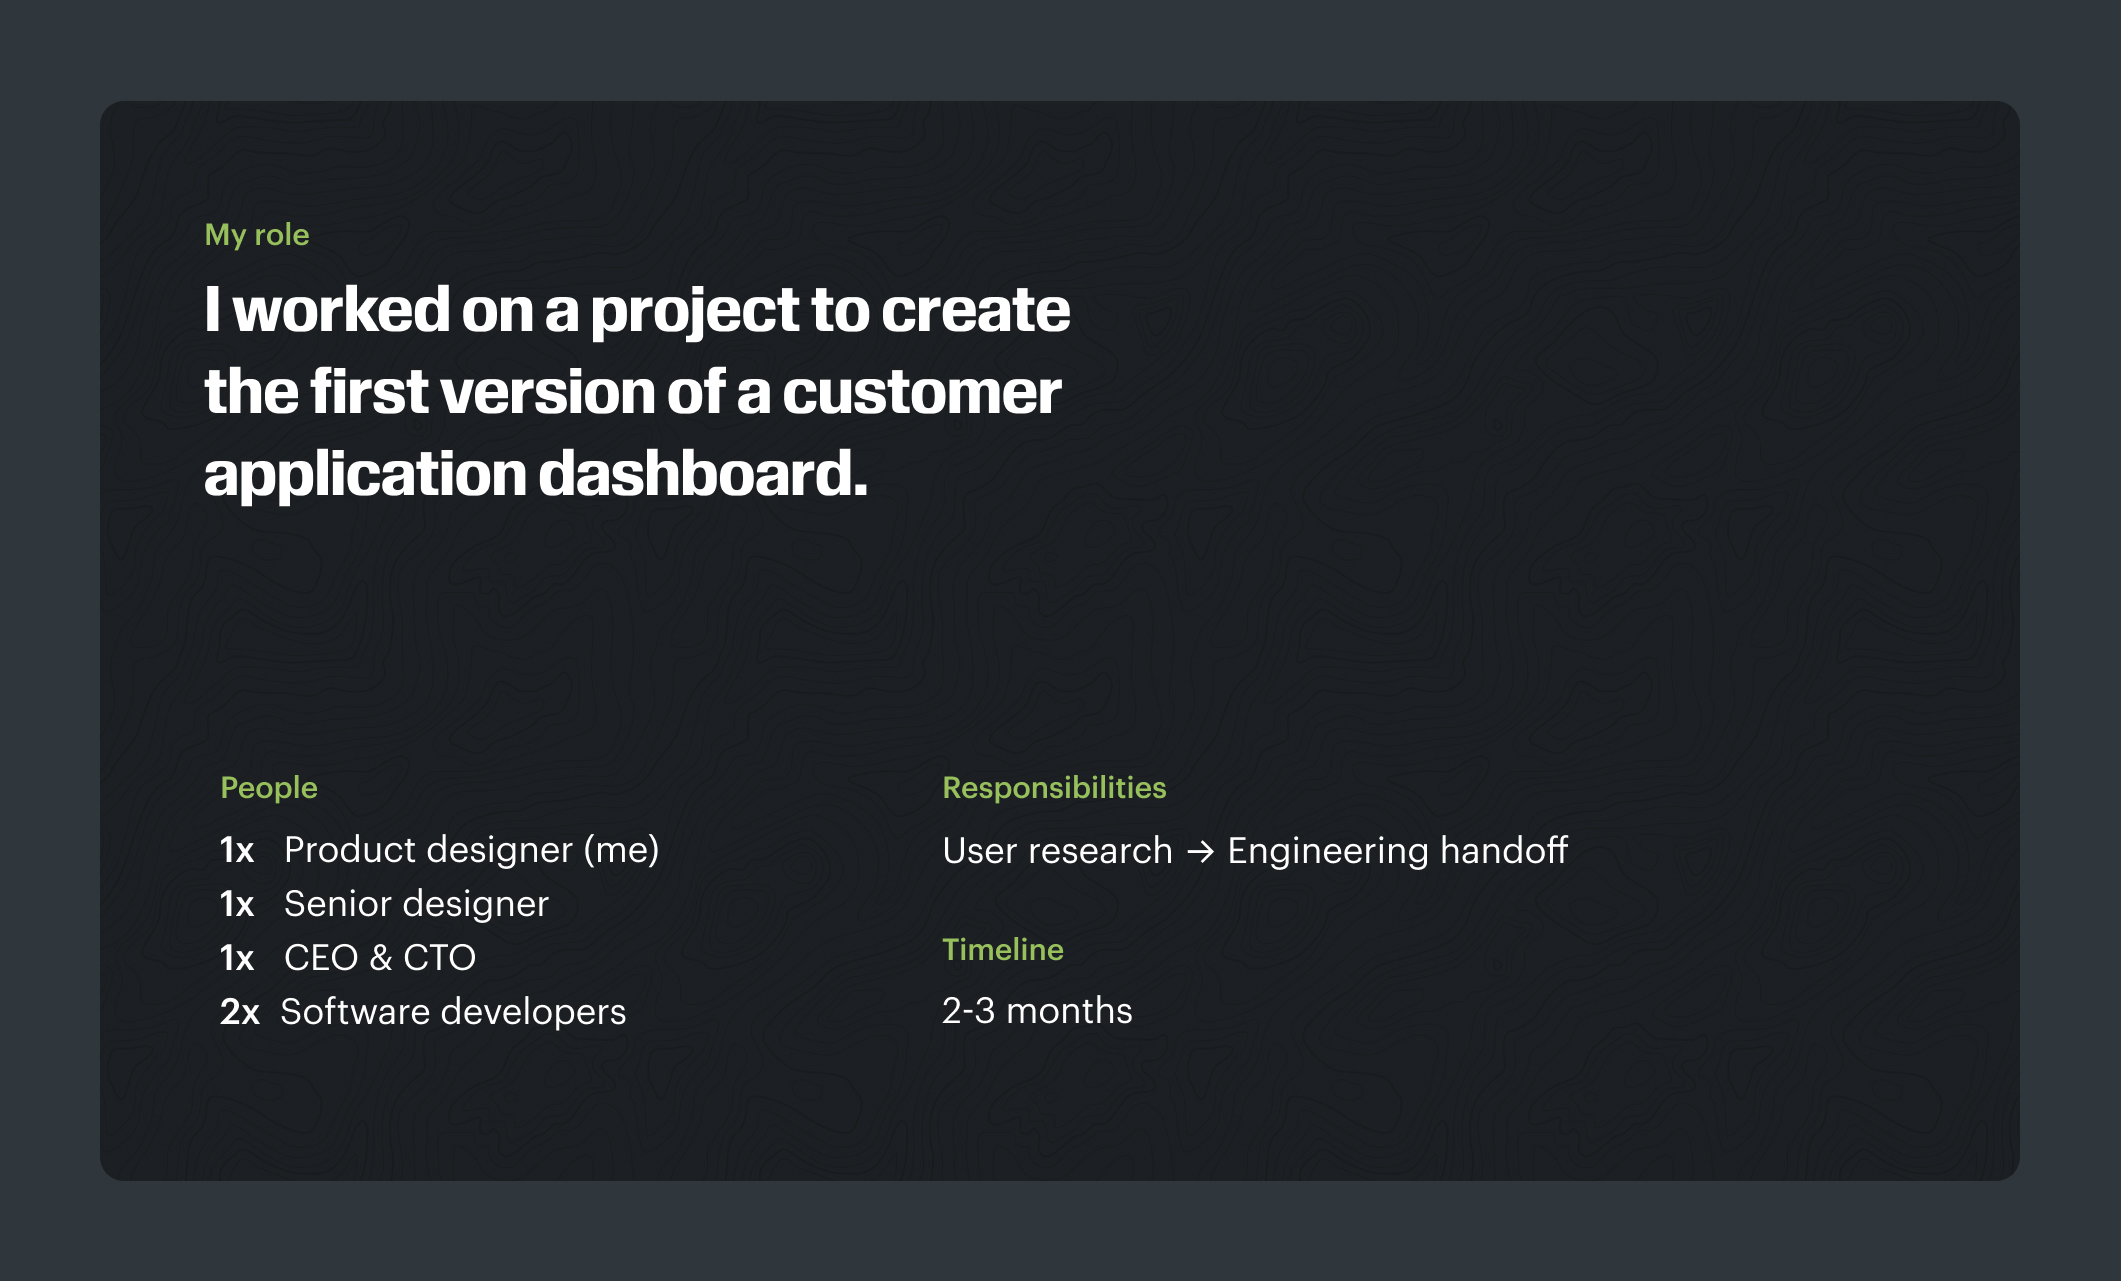 My role
I worked on a project to create
the first version of a customer
application dashboard.
People
1x Product designer (me)
1x Senior designer
1x CEO & CTO
2x Software developers
Responsibilities
User research → Engineering handoff
Timeline
2-3 months